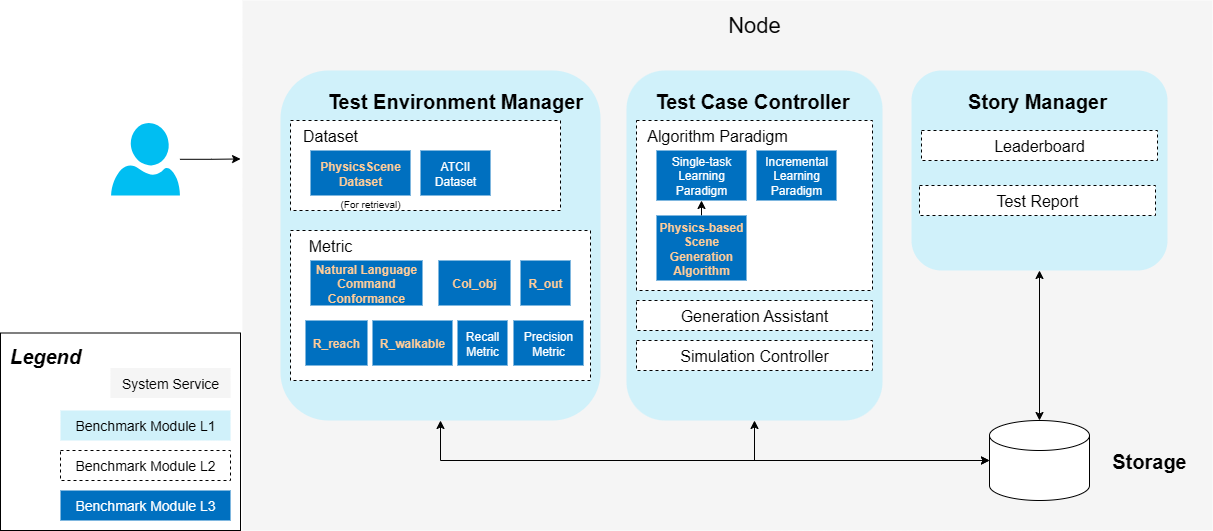 Node
Test Environment Manager
Dataset
PhysicsScene
Dataset
(For retrieval)
ATCII
Dataset
Metric
Natural Language
Command
Conformance
Col_obj
R_out
R_reach
R_walkable
Recall
Metric
Precision
Metric
Test Case Controller
Algorithm Paradigm
Single-task
Learning
Paradigm
Incremental
Learning
Paradigm
Physics-based
Scene
Generation
Algorithm
Generation Assistant
Simulation Controller
Story Manager
Leaderboard
Test Report
Storage
Legend
System Service
Benchmark Module L1
Benchmark Module L2
Benchmark Module L3